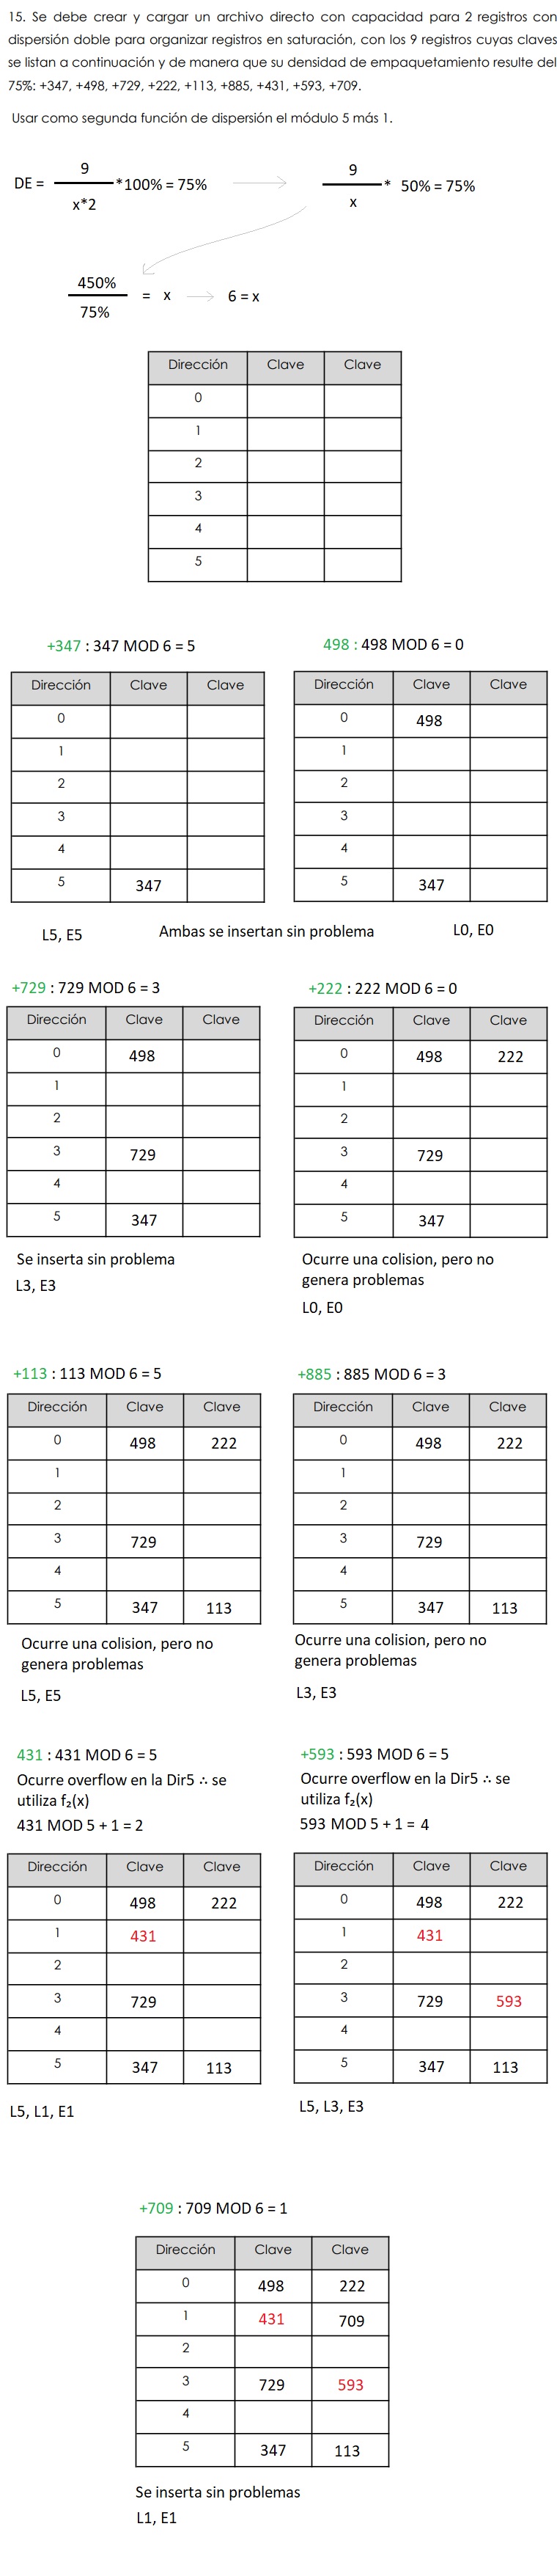 15. Se debe crear y cargar un archivo directo con capacidad para 2 registros con
dispersión doble para organizar registros en saturación, con los 9 registros cuyas claves
se listan a continuación y de manera que su densidad de empaquetamiento resulte del
75%: +347, +498, +729, +222, +113, +885, +431, +593, +709.
Usar como segunda función de dispersión el módulo 5 más 1.
DE = 9 / x*2 *100% = 75% → 9 / x * 50% = 75%
450% / 75% = x → 6 = x
Dirección Clave Clave
0
1
2
3
4
5
+347 : 347 MOD 6 = 5
Dirección Clave Clave
0
1
2
3
4
5 347
L5, E5
498 : 498 MOD 6 = 0
Dirección Clave Clave
0 498
1
2
3
4
5 347
L0, E0
Ambas se insertan sin problema
+729 : 729 MOD 6 = 3
Dirección Clave Clave
0 498
1
2
3 729
4
5 347
Se inserta sin problema
L3, E3
+222 : 222 MOD 6 = 0
Dirección Clave Clave
0 498 222
1
2
3 729
4
5 347
Ocurre una colision, pero no
genera problemas
L0, E0
+113 : 113 MOD 6 = 5
Dirección Clave Clave
0 498 222
1
2
3 729
4
5 347 113
Ocurre una colision, pero no
genera problemas
L5, E5
+885 : 885 MOD 6 = 3
Dirección Clave Clave
0 498 222
1
2
3 729
4
5 347 113
Ocurre una colision, pero no
genera problemas
L3, E3
431 : 431 MOD 6 = 5
Ocurre overflow en la Dir5 ∴ se
utiliza f₂(x)
431 MOD 5 + 1 = 2
Dirección Clave Clave
0 498 222
1 431
2
3 729
4
5 347 113
L5, L1, E1
+593 : 593 MOD 6 = 5
Ocurre overflow en la Dir5 ∴ se
utiliza f₂(x)
593 MOD 5 + 1 = 4
Dirección Clave Clave
0 498 222
1 431
2
3 729 593
4
5 347 113
L5, L3, E3
+709 : 709 MOD 6 = 1
Dirección Clave Clave
0 498 222
1 431 709
2
3 729 593
4
5 347 113
Se inserta sin problemas
L1, E1